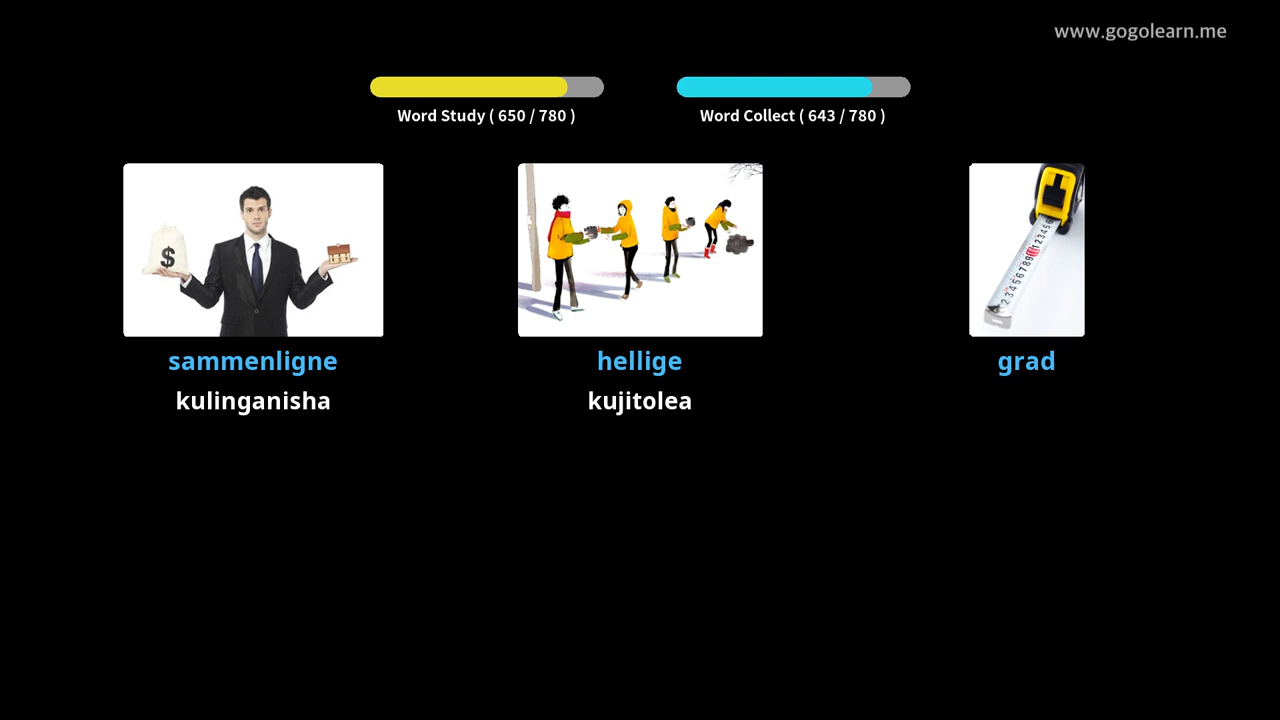 www.gogolearn.me
Word Study ( 650 / 780 )
Word Collect ( 643 / 780 )
$
sammenligne
hellige
grad
kulinganisha
kujitolea